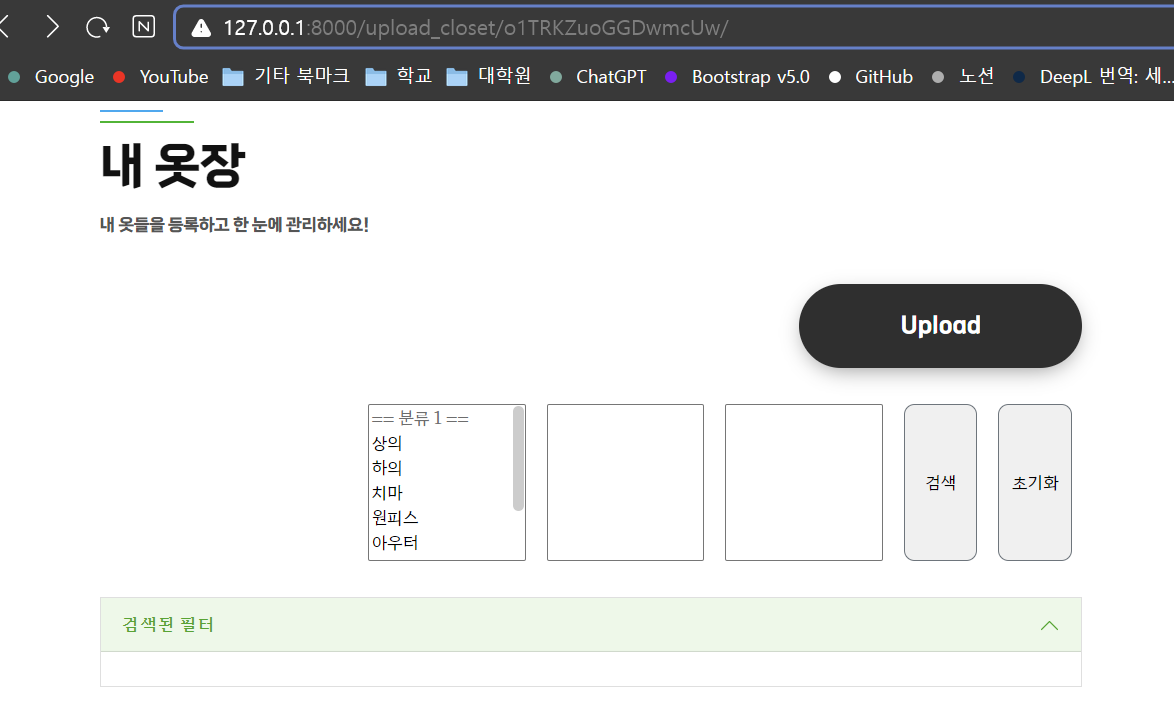 127.0.0.1:8000/upload_closet/o1TRKZuoGGDwmcUw/
Google YouTube 기타 북마크 학교 대학원 ChatGPT Bootstrap v5.0 GitHub 노션 DeepL 번역: 세...
내 옷장
내 옷들을 등록하고 한 눈에 관리하세요!
Upload
== 분류 1 ==
상의
하의
치마
원피스
아우터
검색
초기화
검색된 필터